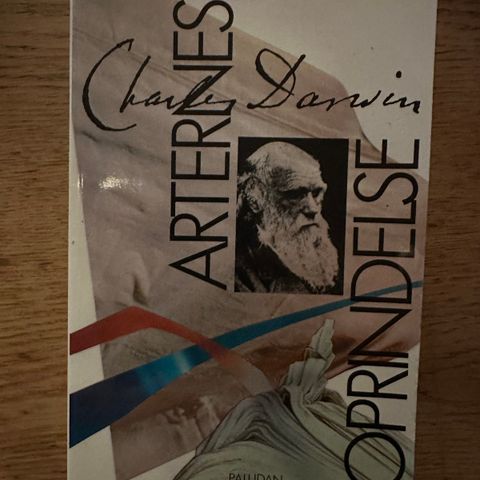 Charles Darwin
ARTERNES
OPRINDELSE
PALUDAN